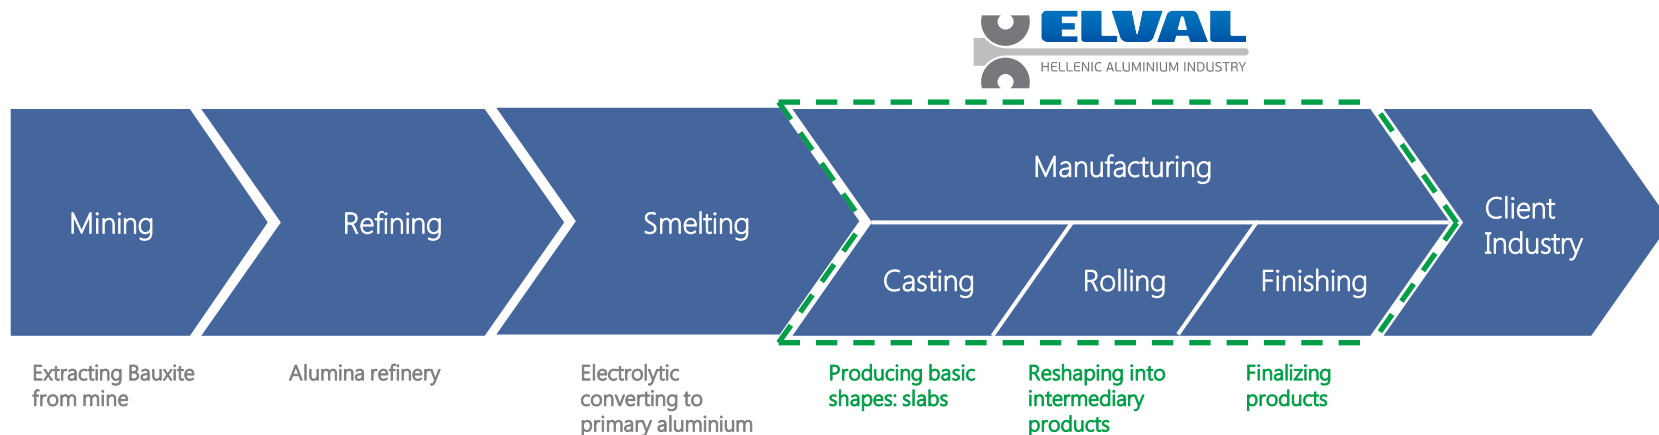 ELVAL
HELLENIC ALUMINIUM INDUSTRY
Mining
Refining
Smelting
Manufacturing
Casting
Rolling
Finishing
Client
Industry
Extracting Bauxite
from mine
Alumina refinery
Electrolytic
converting to
primary aluminium
Producing basic
shapes: slabs
Reshaping into
intermediary
products
Finalizing
products